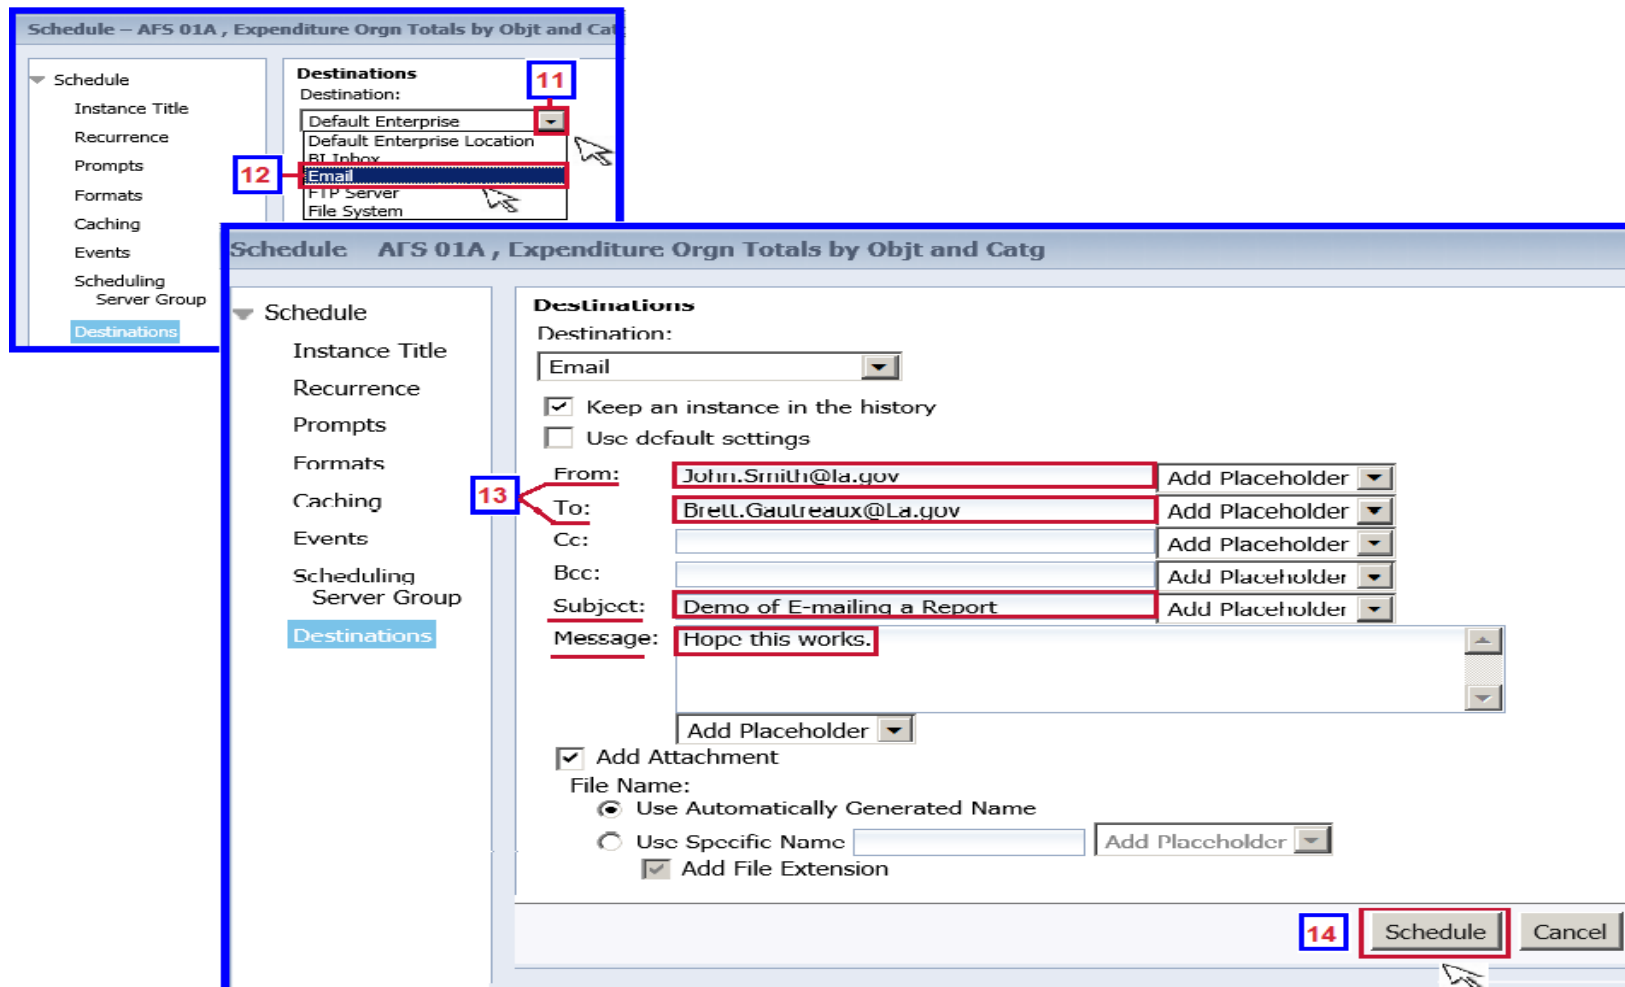 Schedule – AFS 01A , Expenditure Orgn Totals by Objt and Cat
Schedule
Instance Title
Recurrence
Prompts
Formats
Caching
Events
Scheduling
Server Group
Destinations
Destinations
11
Destination:
Default Enterprise
Default Enterprise Location
BI Inbox
12
Email
FTP Server
File System
Schedule AFS 01A , Expenditure Orgn Totals by Objt and Catg
Schedule
Instance Title
Recurrence
Prompts
Formats
Caching
Events
Scheduling
Server Group
Destinations
Destinations
Destination:
Email
Keep an instance in the history
Use default settings
13
From: John.Smith@la.gov Add Placeholder
To: Brett.Gautreaux@La.gov Add Placeholder
Cc: Add Placeholder
Bcc: Add Placeholder
Subject: Demo of E-mailing a Report Add Placeholder
Message: Hope this works.
Add Placeholder
Add Attachment
File Name:
Use Automatically Generated Name
Use Specific Name Add Placeholder
Add File Extension
14 Schedule Cancel